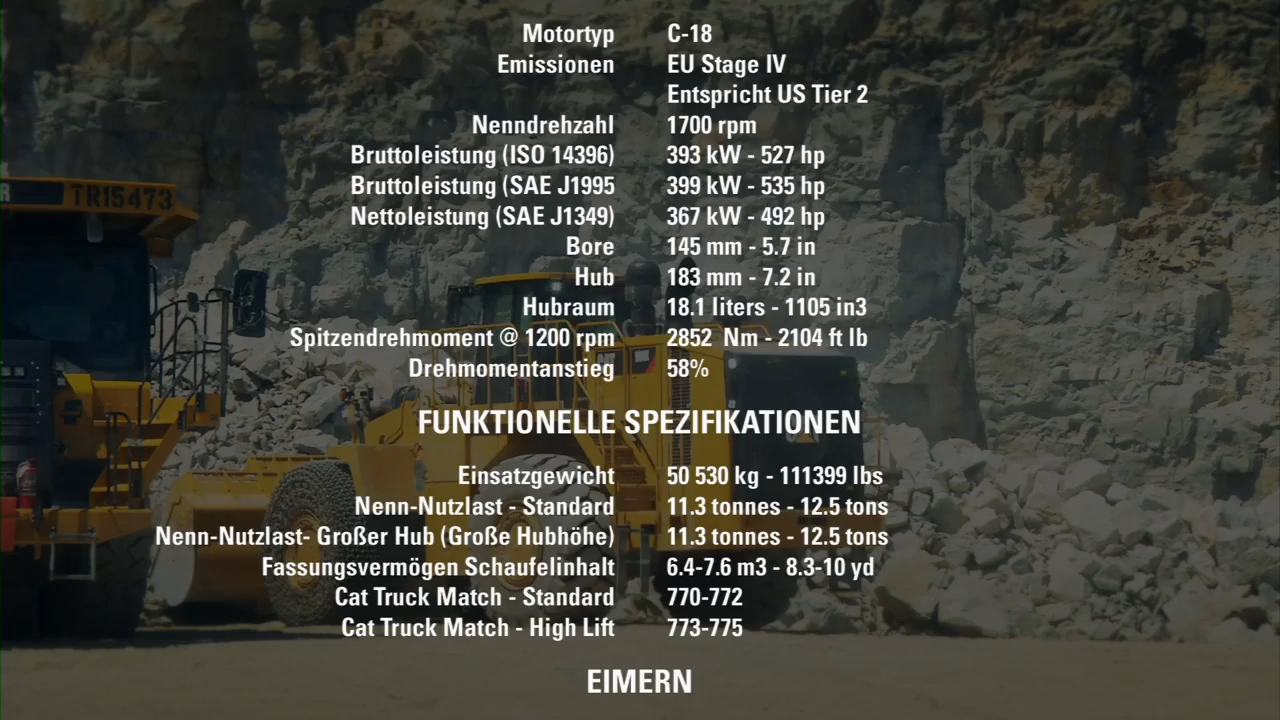 Motortyp C-18
Emissionen EU Stage IV
Entspricht US Tier 2
Nenndrehzahl 1700 rpm
Bruttoleistung (ISO 14396) 393 kW - 527 hp
Bruttoleistung (SAE J1995 399 kW - 535 hp
Nettoleistung (SAE J1349) 367 kW - 492 hp
Bore 145 mm - 5.7 in
Hub 183 mm - 7.2 in
Hubraum 18.1 liters - 1105 in3
Spitzendrehmoment @ 1200 rpm 2852 Nm - 2104 ft lb
Drehmomentanstieg 58%
FUNKTIONELLE SPEZIFIKATIONEN
Einsatzgewicht 50 530 kg - 111399 lbs
Nenn-Nutzlast - Standard 11.3 tonnes - 12.5 tons
Nenn-Nutzlast- Großer Hub (Große Hubhöhe) 11.3 tonnes - 12.5 tons
Fassungsvermögen Schaufelinhalt 6.4-7.6 m3 - 8.3-10 yd
Cat Truck Match - Standard 770-772
Cat Truck Match - High Lift 773-775
EIMERN
R TR15473
CAT